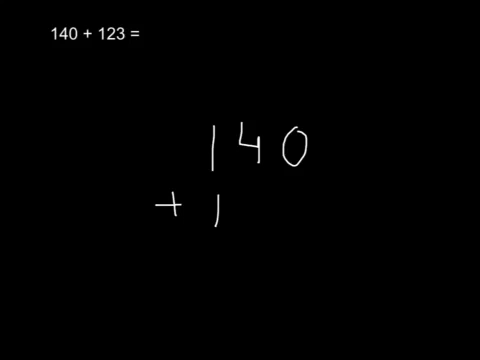 140 + 123 =
140
+ 1